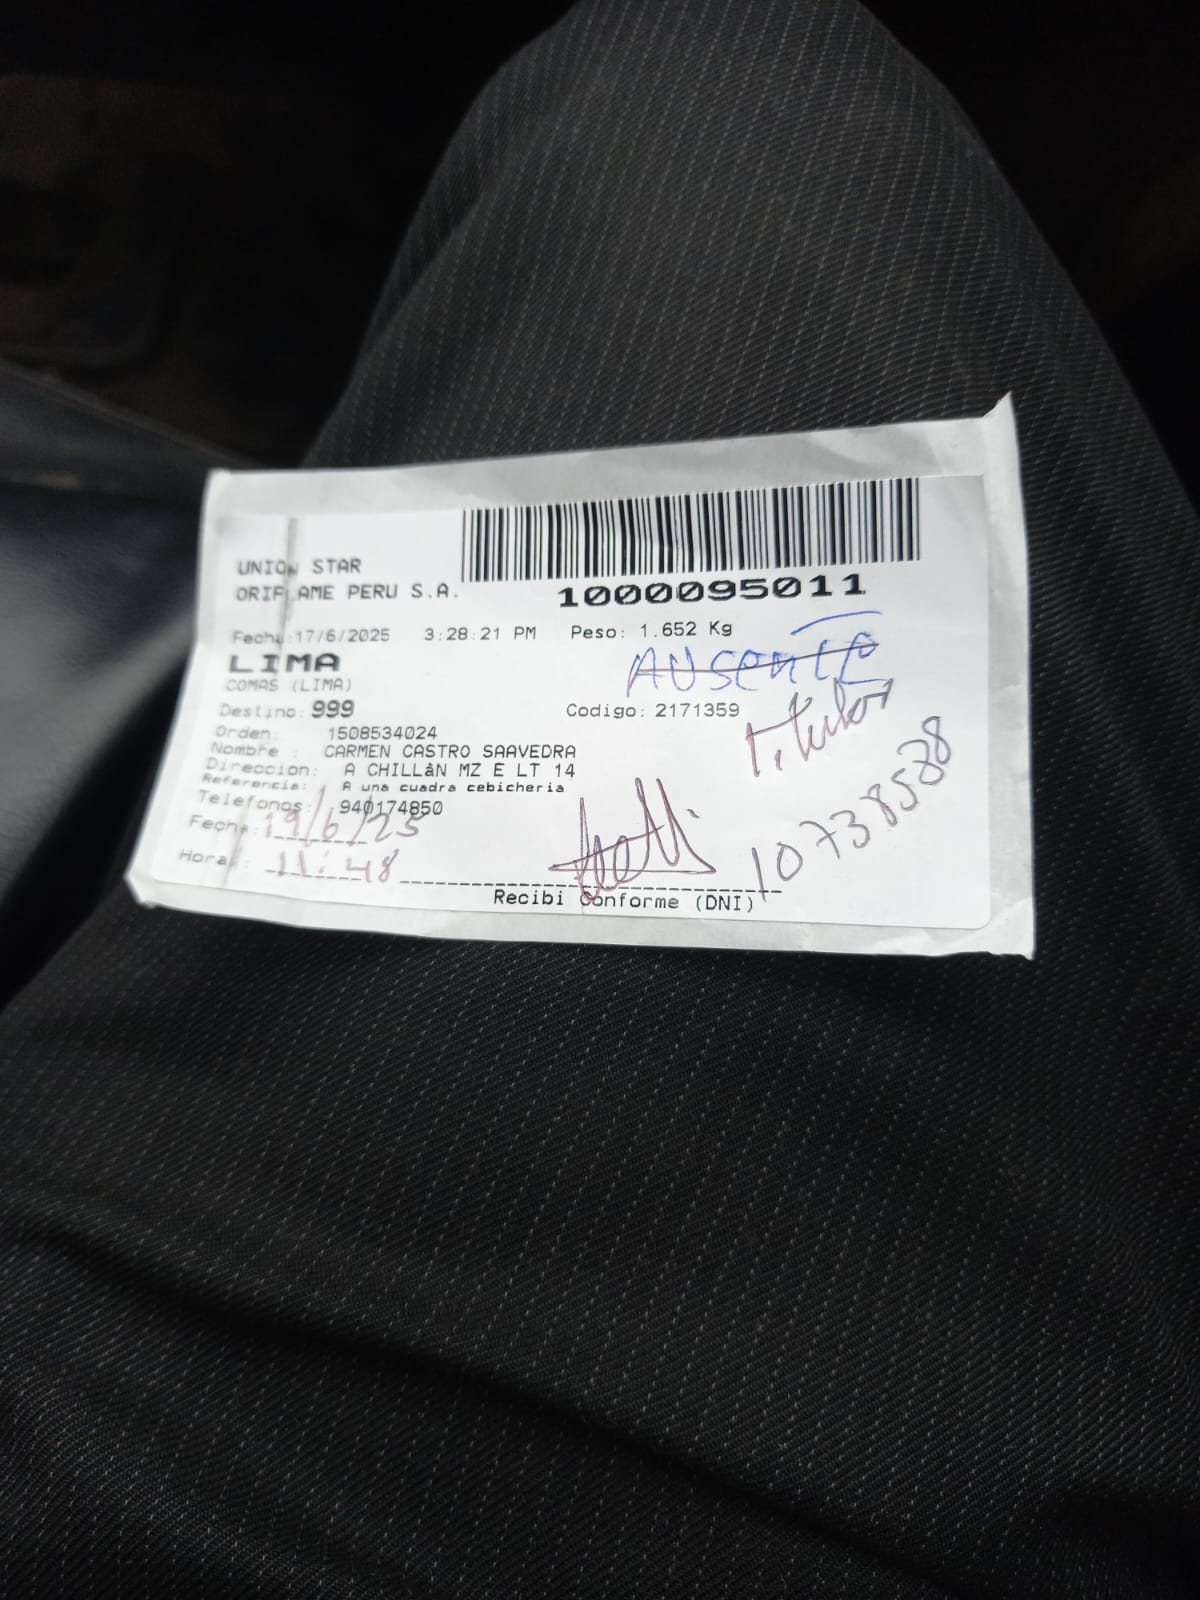 UNION STAR
ORIFLAME PERU S.A.
1000095011
Fecha:17/6/2025 3:28:21 PM Peso: 1.652 Kg
LIMA
AUSENTE
COMAS (LIMA)
Destino: 999 Codigo: 2171359
titular
Orden: 1508534024
Nombre : CARMEN CASTRO SAAVEDRA
Direccion: A CHILLàN MZ E LT 14
Referencia: A una cuadra cebicheria
Telefonos: 940174850
Fecha: 19/6/25
10738578
Hora: 11:48
Recibi Conforme (DNI)